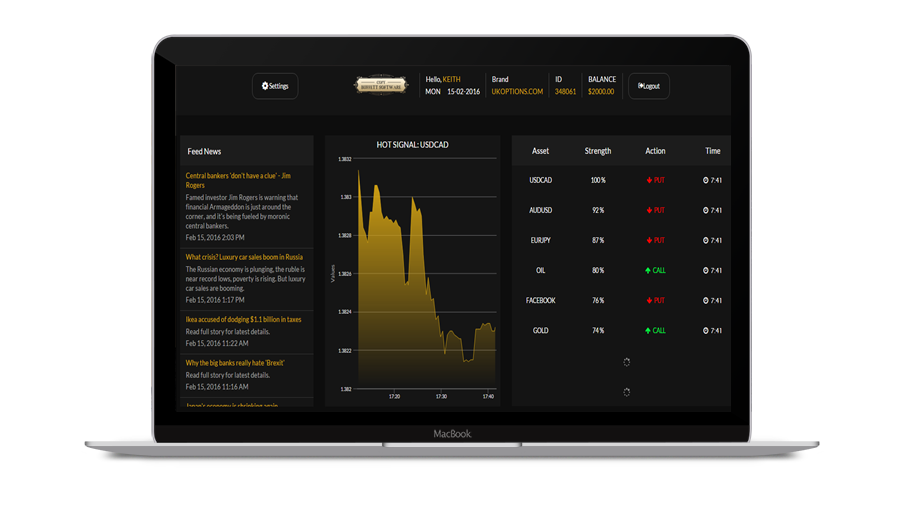 Settings
COPY
BUFFETT SOFTWARE
Hello, KEITH
MON 15-02-2016
Brand
UKOPTIONS.COM
ID
348061
BALANCE
$2000.00
Logout
Feed News
Central bankers 'don't have a clue' - Jim
Rogers
Famed investor Jim Rogers is warning that
financial Armageddon is just around the
corner, and it's being fueled by moronic
central bankers.
Feb 15, 2016 2:03 PM
What crisis? Luxury car sales boom in Russia
The Russian economy is plunging, the ruble is
near record lows, poverty is rising. But luxury
car sales are booming.
Feb 15, 2016 1:17 PM
Ikea accused of dodging $1.1 billion in taxes
Read full story for latest details.
Feb 15, 2016 11:22 AM
Why the big banks really hate 'Brexit'
Read full story for latest details.
Feb 15, 2016 11:16 AM
Japan's economy is shrinking again
HOT SIGNAL: USDCAD
1.3832
1.383
1.3828
1.3826
1.3824
1.3822
1.382
Values
17:20 17:30 17:40
Asset Strength Action Time
USDCAD 100% PUT 7:41
AUDUSD 92% PUT 7:41
EURJPY 87% PUT 7:41
OIL 80% CALL 7:41
FACEBOOK 76% PUT 7:41
GOLD 74% CALL 7:41
MacBook